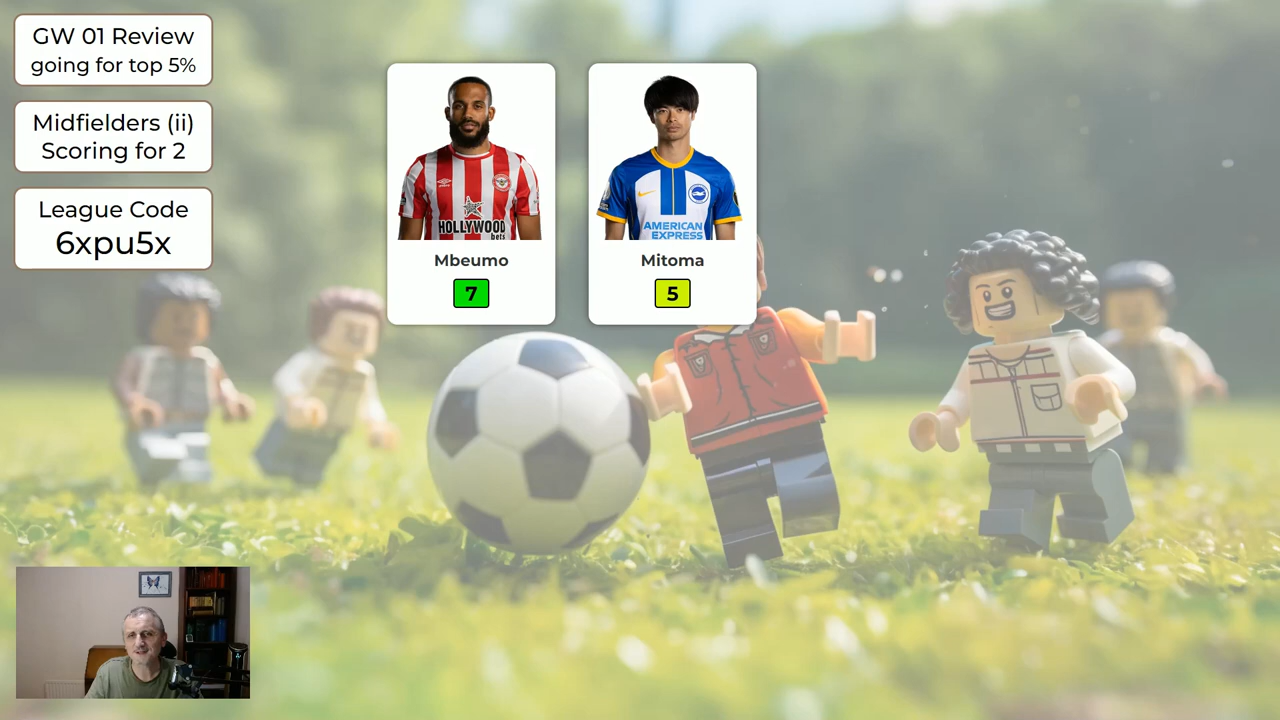 GW 01 Review
going for top 5%
Midfielders (ii)
Scoring for 2
League Code
6xpu5x
HOLLYWOOD
bets
AMERICAN
EXPRESS
Mbeumo
Mitoma
7
5